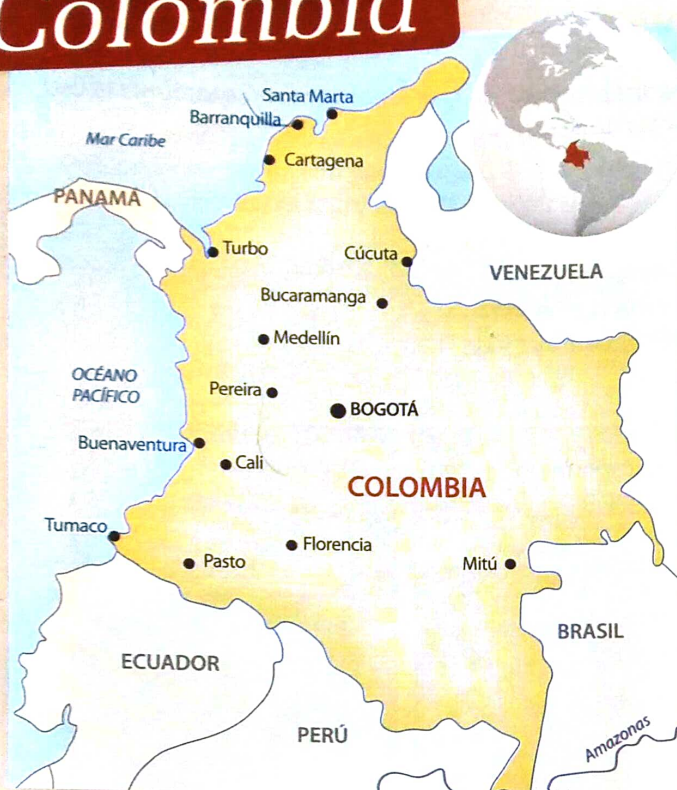 Colombia
Santa Marta
Barranquilla
Mar Caribe
Cartagena
PANAMÁ
Turbo
Cúcuta
VENEZUELA
Bucaramanga
Medellín
OCÉANO
PACÍFICO
Pereira
BOGOTÁ
Buenaventura
Cali
COLOMBIA
Tumaco
Florencia
Pasto
Mitú
BRASIL
ECUADOR
PERÚ
Amazonas